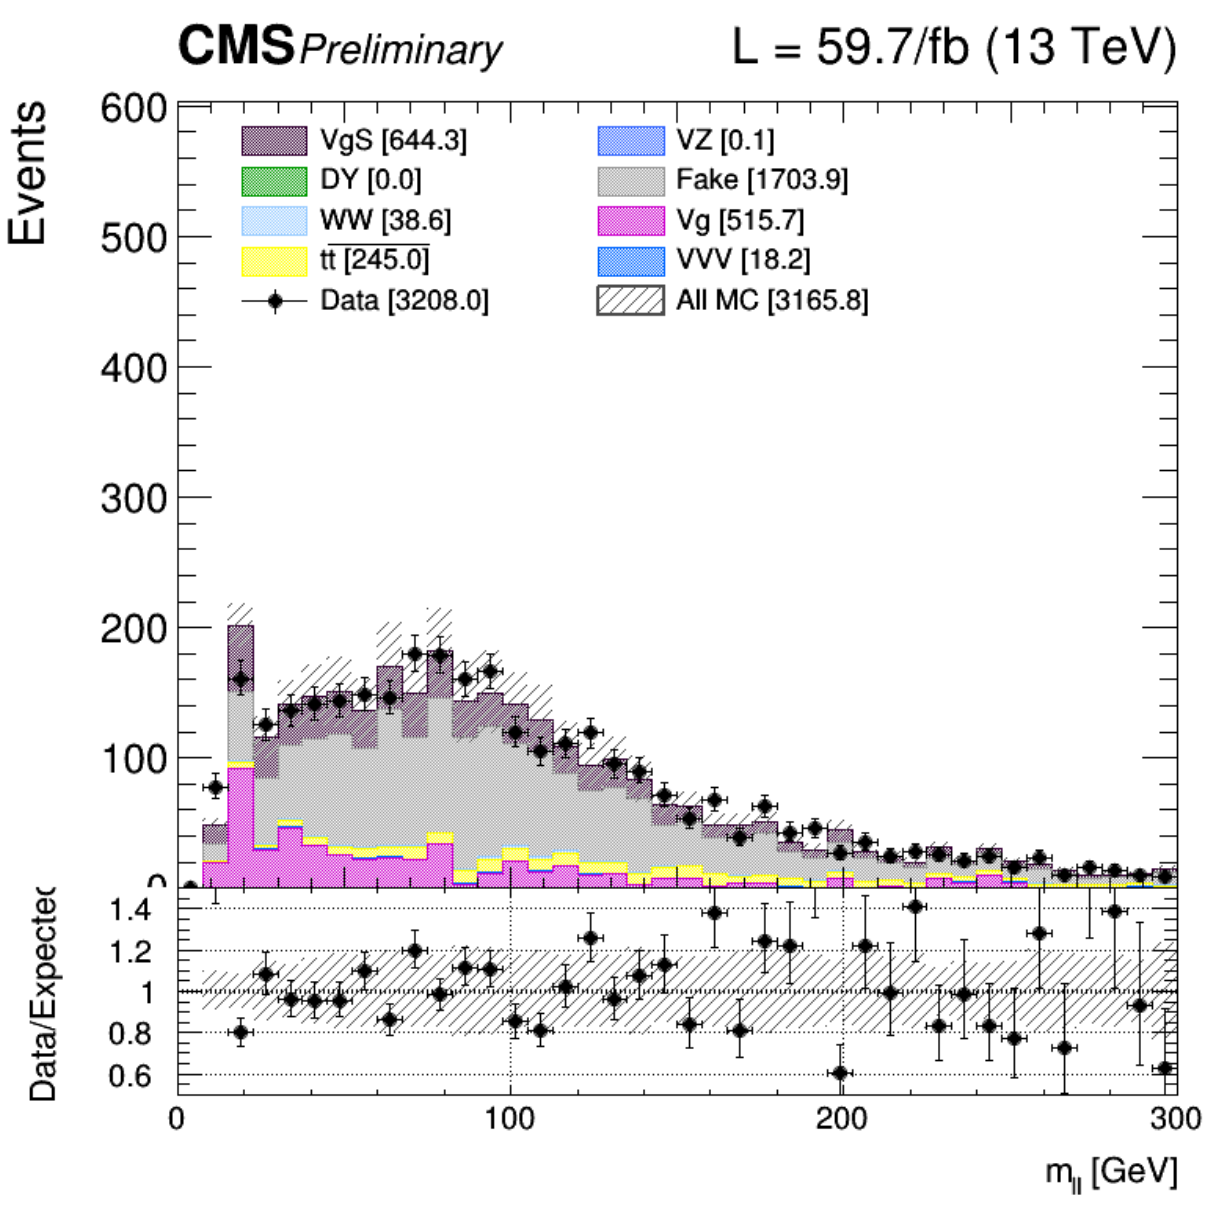 CMS Preliminary L = 59.7/fb (13 TeV)
Events
600
500
400
300
200
100
0
VgS [644.3] VZ [0.1]
DY [0.0] Fake [1703.9]
WW [38.6] Vg [515.7]
tt [245.0] VVV [18.2]
Data [3208.0] All MC [3165.8]
Data/Expected
1.4
1.2
1
0.8
0.6
0 100 200 300
m_ll [GeV]